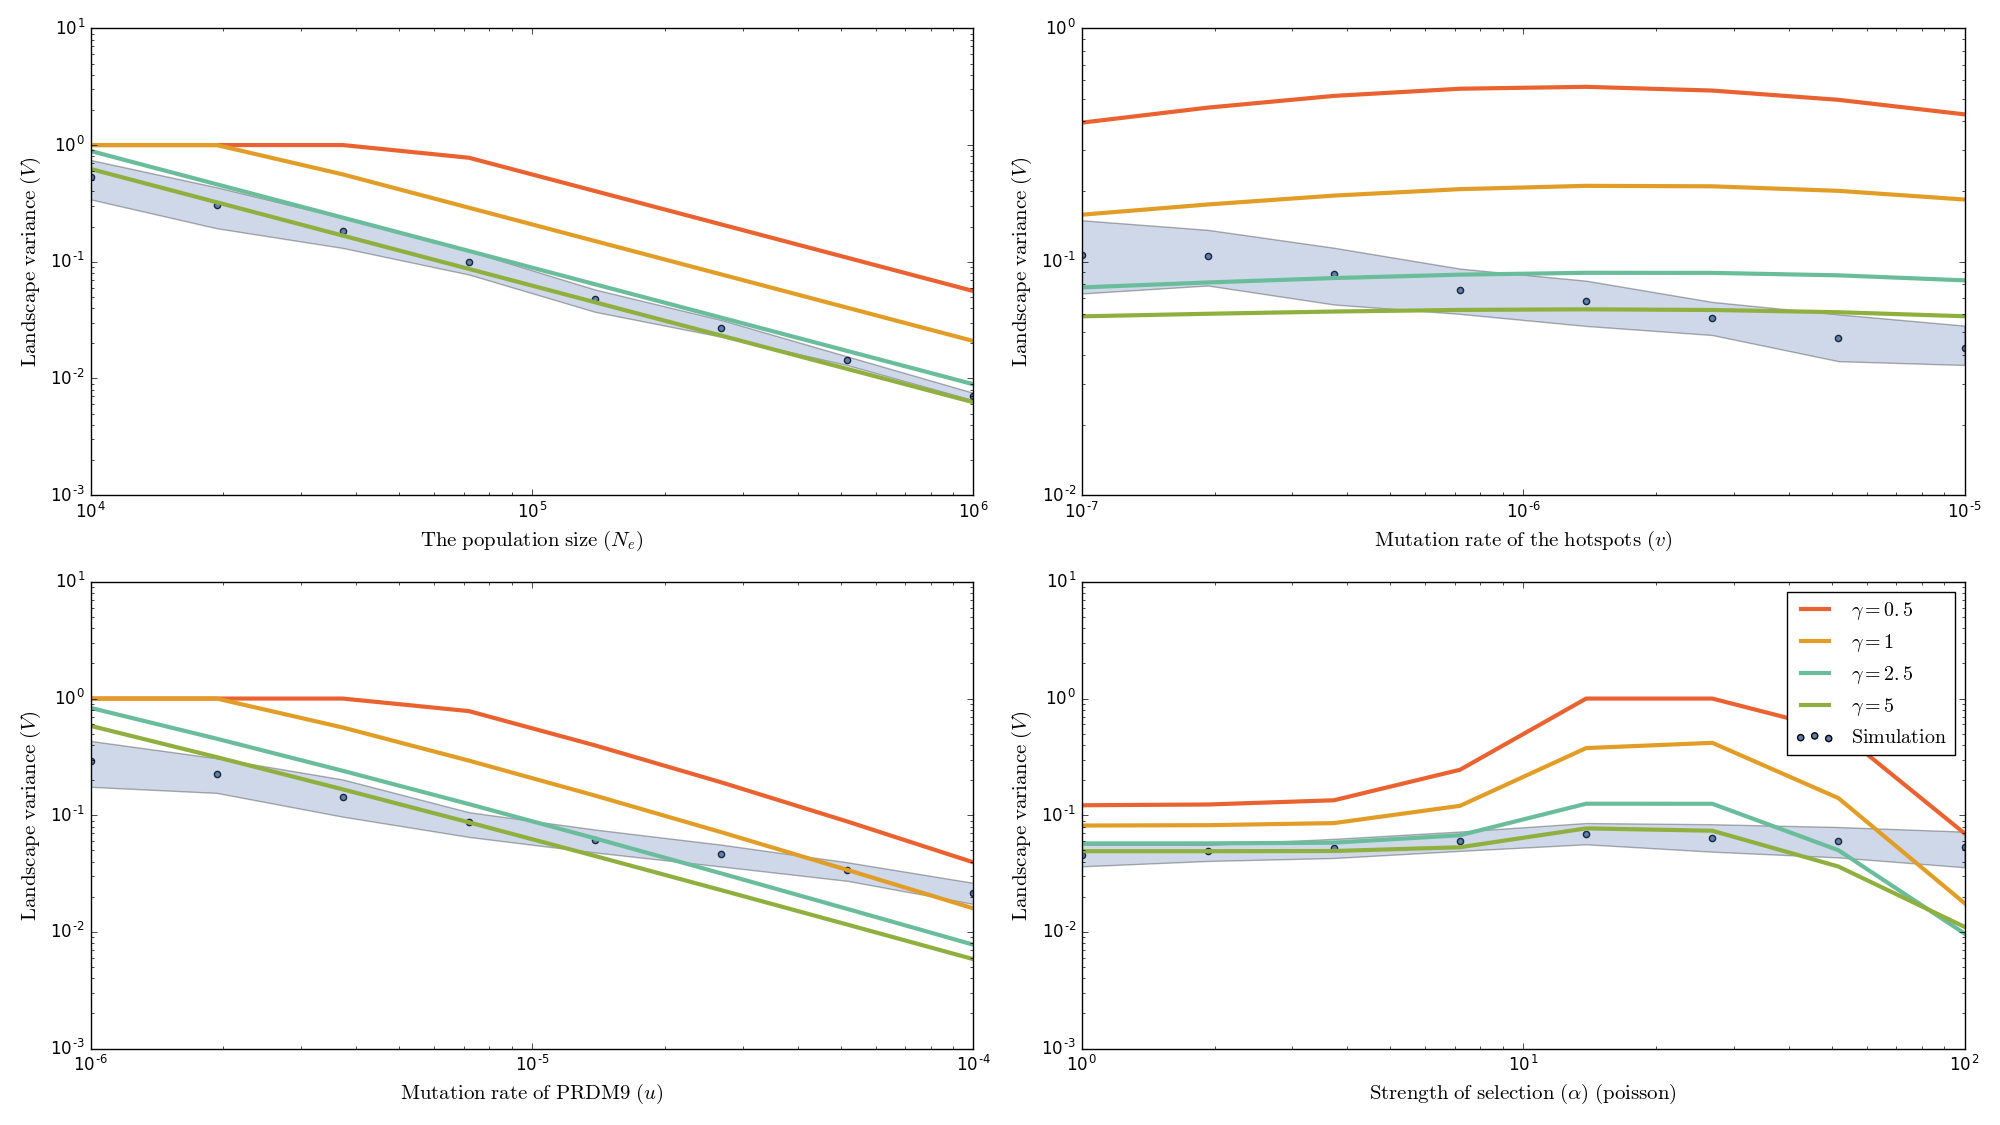 10^1
10^0
10^-1
10^-2
10^-3
Landscape variance (V)
10^4 10^5 10^6
The population size (N_e)
10^0
10^-1
10^-2
Landscape variance (V)
10^-7 10^-6 10^-5
Mutation rate of the hotspots (v)
10^1
10^0
10^-1
10^-2
10^-3
Landscape variance (V)
10^-6 10^-5 10^-4
Mutation rate of PRDM9 (u)
10^1
10^0
10^-1
10^-2
10^-3
Landscape variance (V)
10^0 10^1 10^2
Strength of selection (α) (poisson)
γ = 0.5
γ = 1
γ = 2.5
γ = 5
Simulation